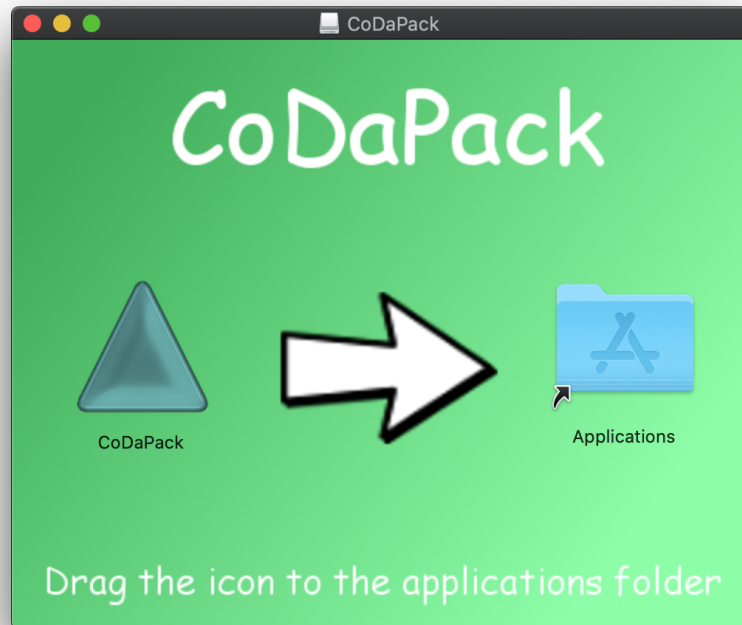 CoDaPack
CoDaPack
CoDaPack
Applications
Drag the icon to the applications folder